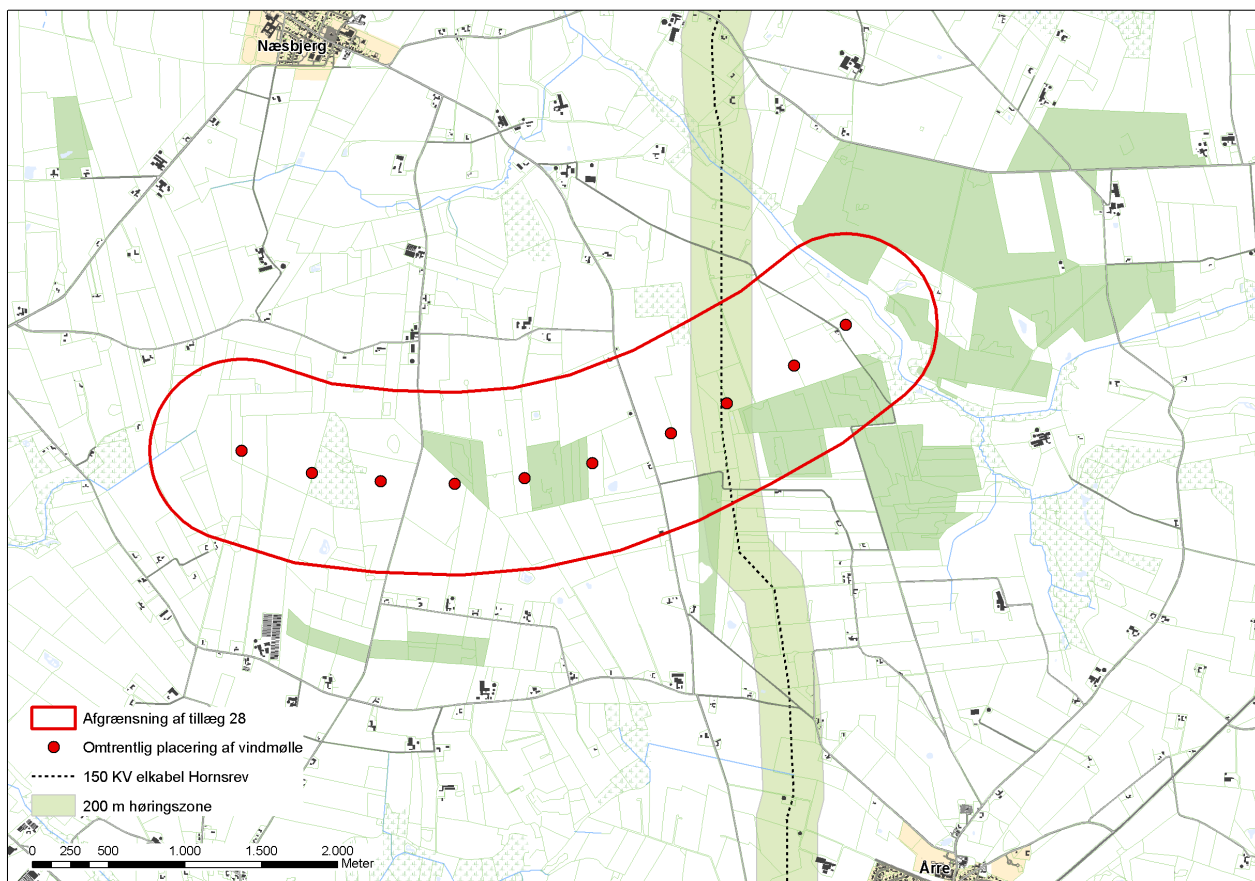 Næsbjerg
Afgrænsning af tillæg 28
Omtrentlig placering af vindmølle
150 KV elkabel Hornsrev
200 m høringszone
0 250 500 1.000 1.500 2.000
Meter
Årre